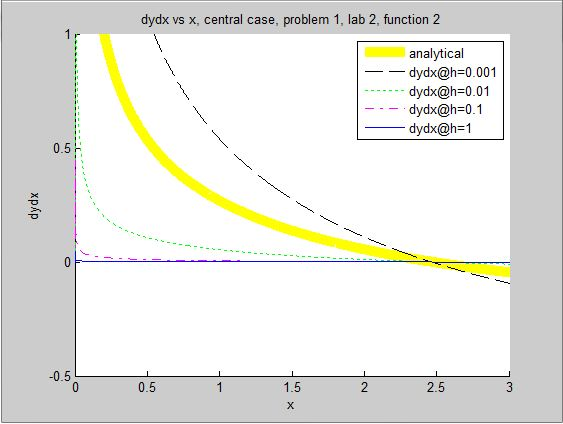 dydx vs x, central case, problem 1, lab 2, function 2
analytical
dydx@h=0.001
dydx@h=0.01
dydx@h=0.1
dydx@h=1
1
0.5
0
-0.5
dydx
0 0.5 1 1.5 2 2.5 3
x